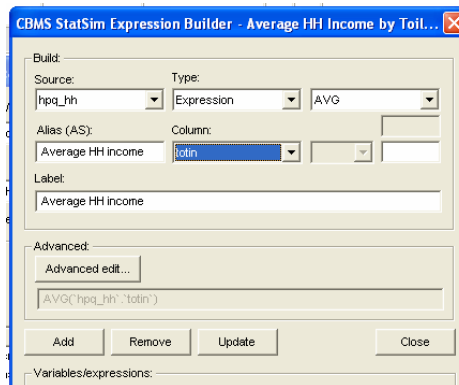 CBMS StatSim Expression Builder - Average HH Income by Toil...
Build:
Source: Type:
hpq_hh Expression AVG
Alias (AS): Column:
Average HH income totin
Label:
Average HH income
Advanced:
Advanced edit...
AVG(`hpq_hh`.`totin`)
Add Remove Update Close
Variables/expressions: